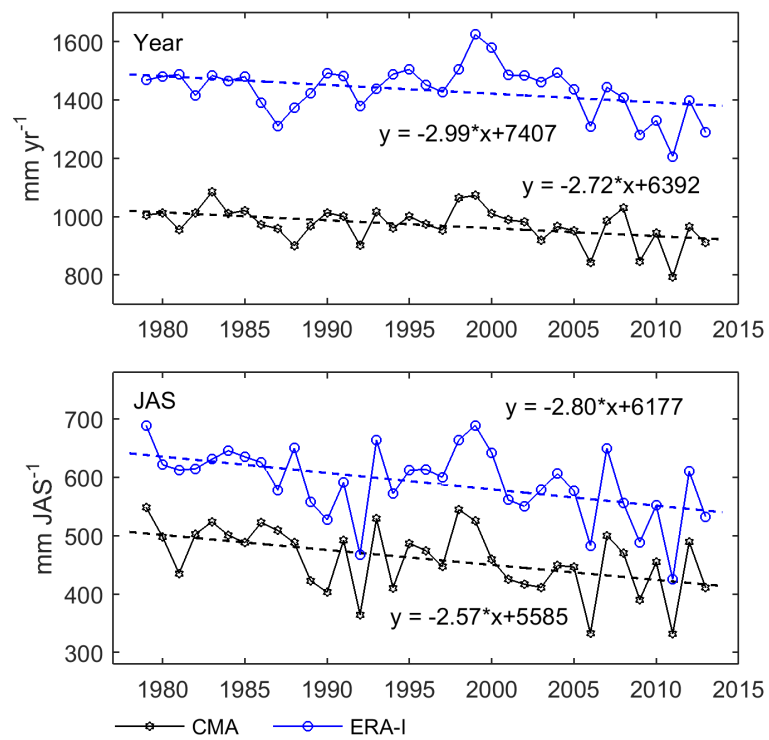 1600
Year
1400
y = -2.99*x+7407
1200
y = -2.72*x+6392
1000
800
mm yr⁻¹
1980 1985 1990 1995 2000 2005 2010 2015
JAS
y = -2.80*x+6177
700
600
500
400
300
mm JAS⁻¹
y = -2.57*x+5585
1980 1985 1990 1995 2000 2005 2010 2015
CMA ERA-I